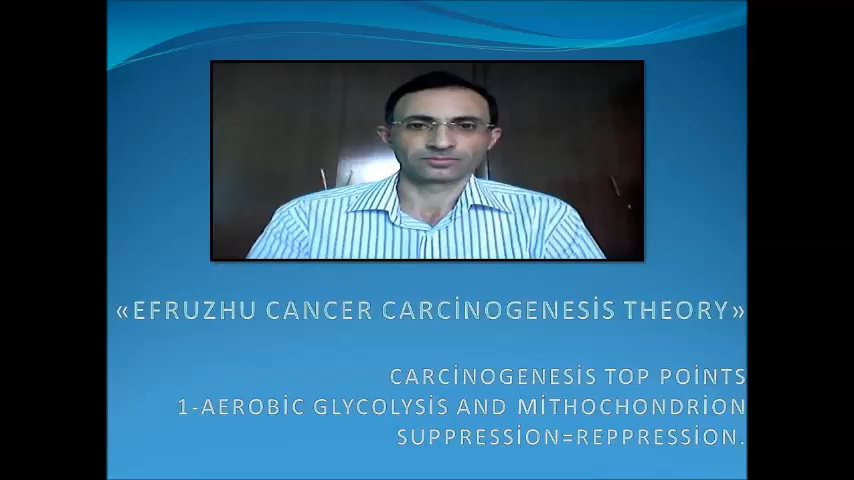 «EFRUZHU CANCER CARCİNOGENESİS THEORY»
CARCİNOGENESİS TOP POİNTS
1-AEROBİC GLYCOLYSİS AND MİTHOCHONDRİON
SUPPRESSİON=REPPRESSİON.